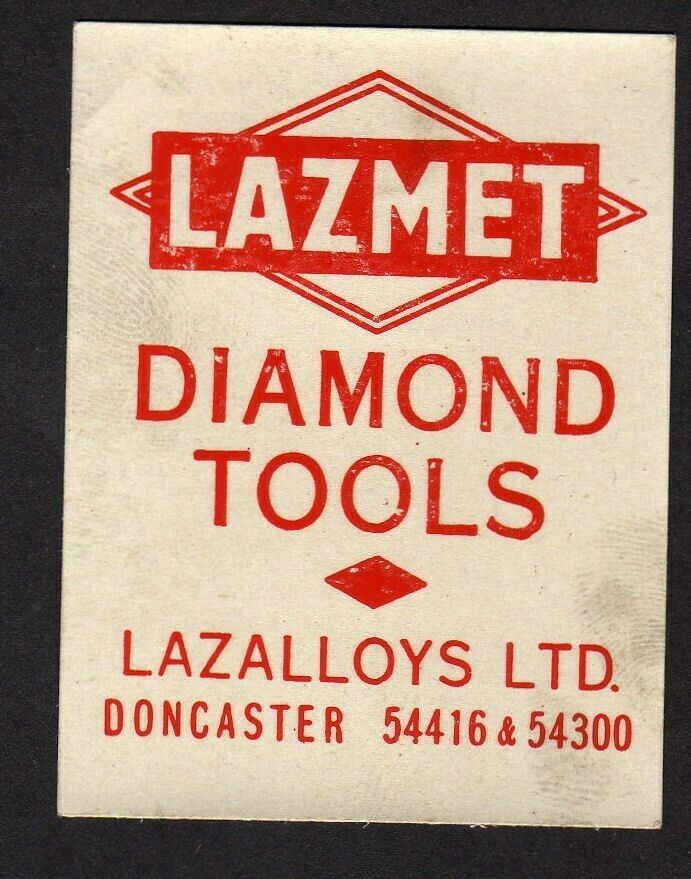 LAZMET
DIAMOND
TOOLS
LAZALLOYS LTD.
DONCASTER 54416 & 54300